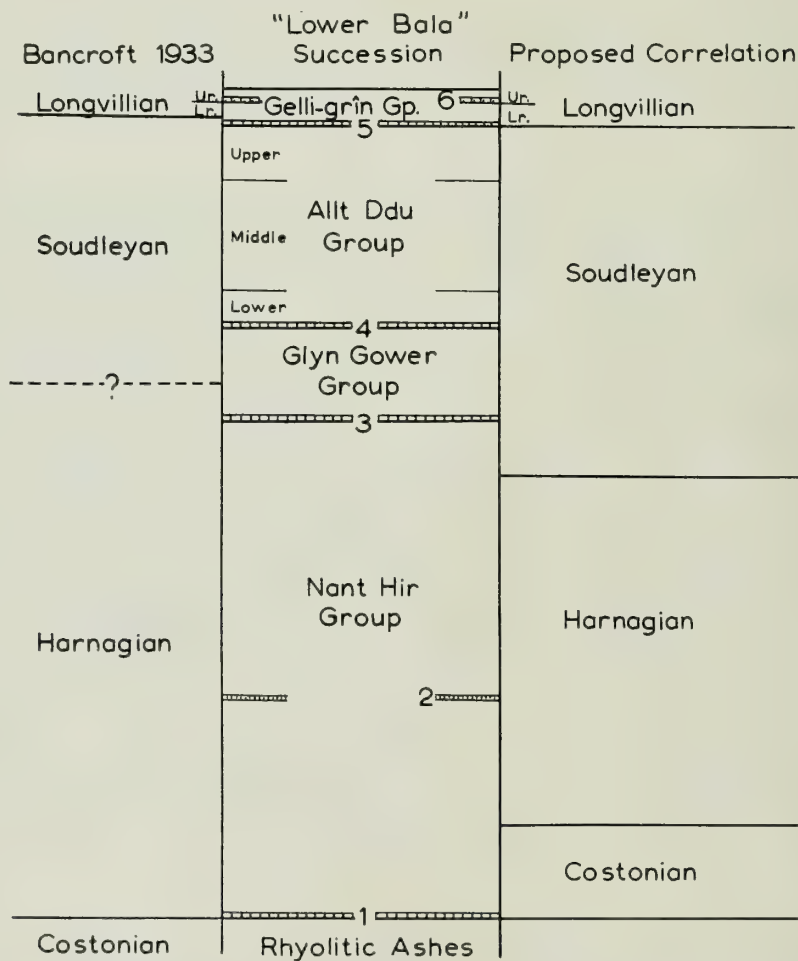 Bancroft 1933
"Lower Bala"
Succession
Proposed Correlation
Longvillian
Ur.
Lr.
Gelli-grîn Gp.
6
Ur.
Lr.
Longvillian
5
Upper
Allt Ddu
Group
Middle
Soudleyan
Soudleyan
Lower
4
Glyn Gower
Group
?
3
Nant Hir
Group
Harnagian
Harnagian
2
Costonian
1
Costonian
Rhyolitic Ashes